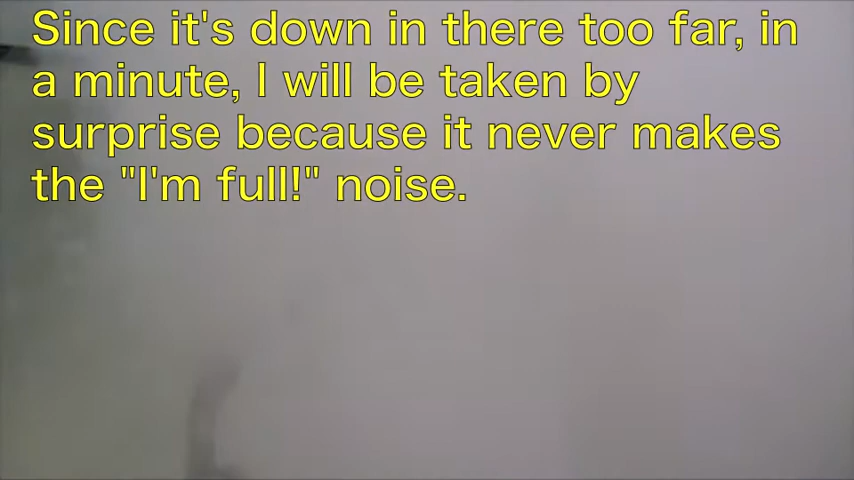 Since it's down in there too far, in
a minute, I will be taken by
surprise because it never makes
the "I'm full!" noise.